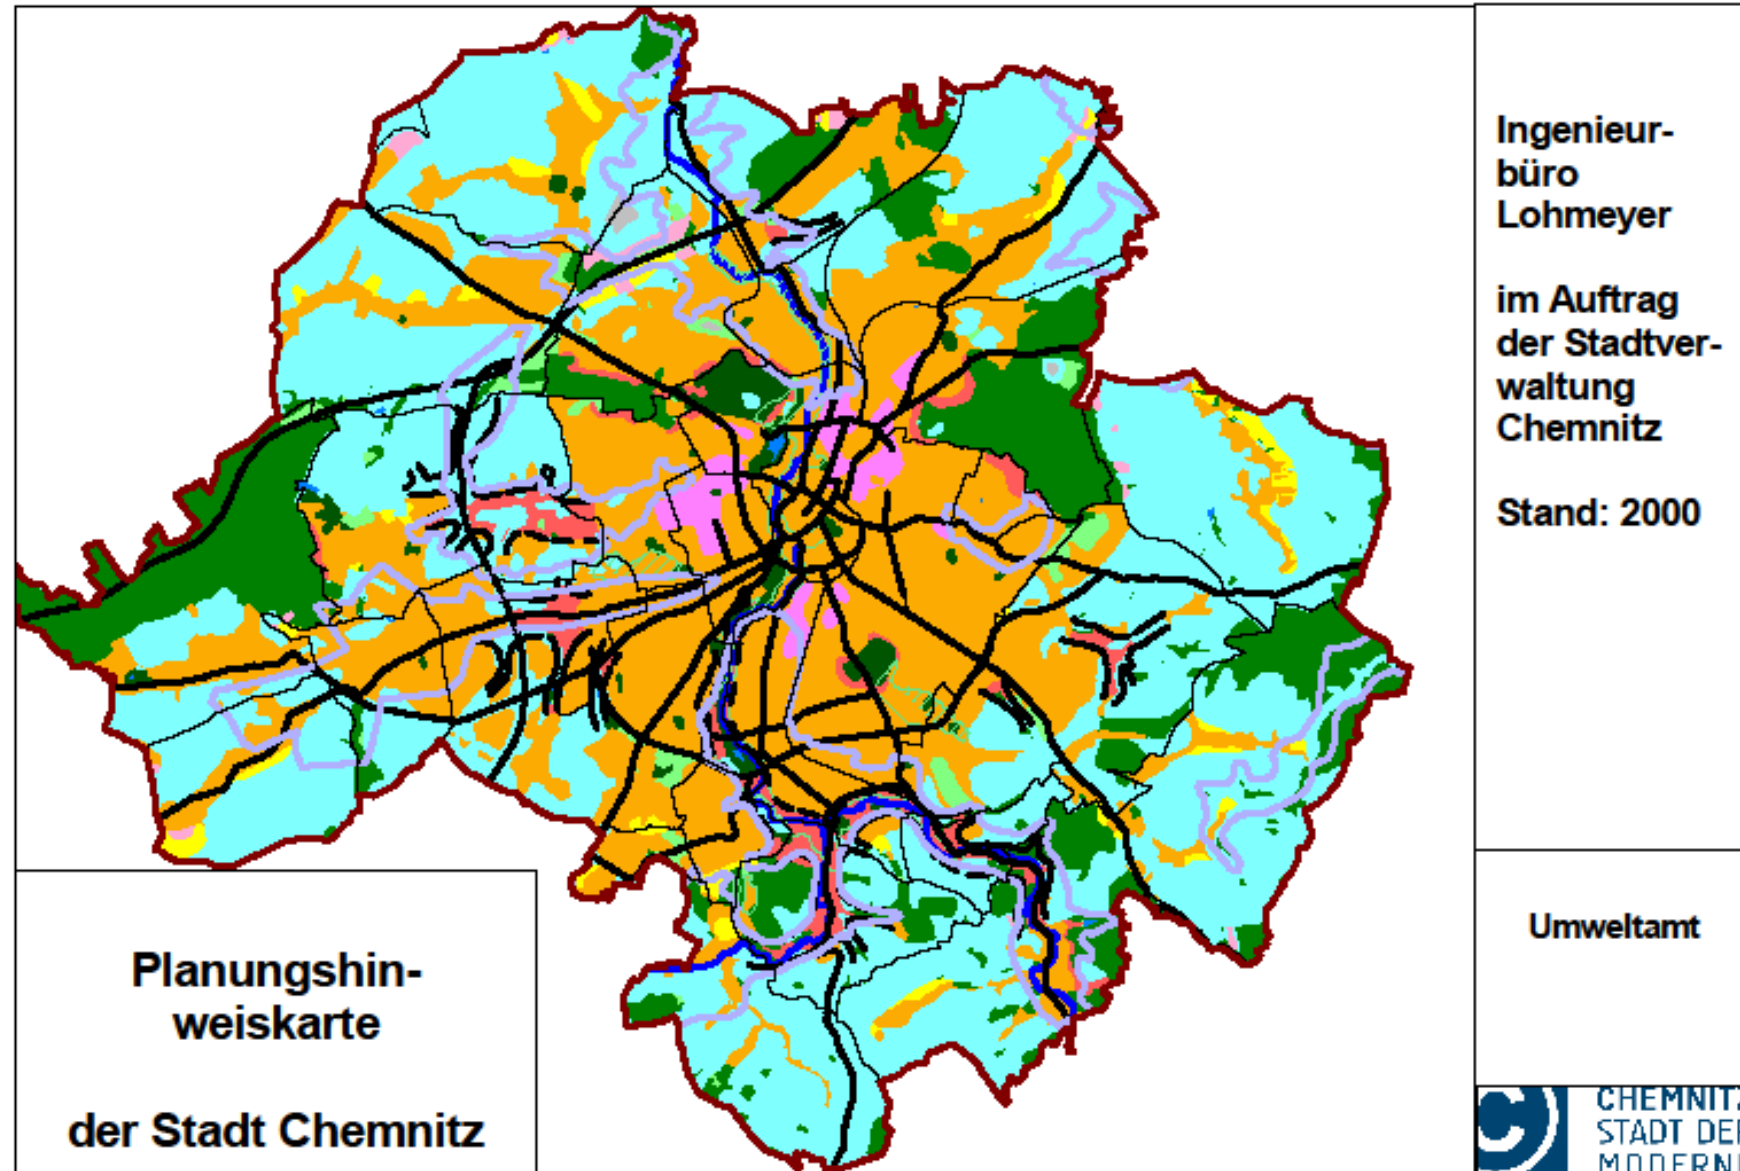 Ingenieur-
büro
Lohmeyer
im Auftrag
der Stadtver-
waltung
Chemnitz
Stand: 2000
Umweltamt
Planungshin-
weiskarte
der Stadt Chemnitz
CHEMNITZ
STADT DER
MODERNE